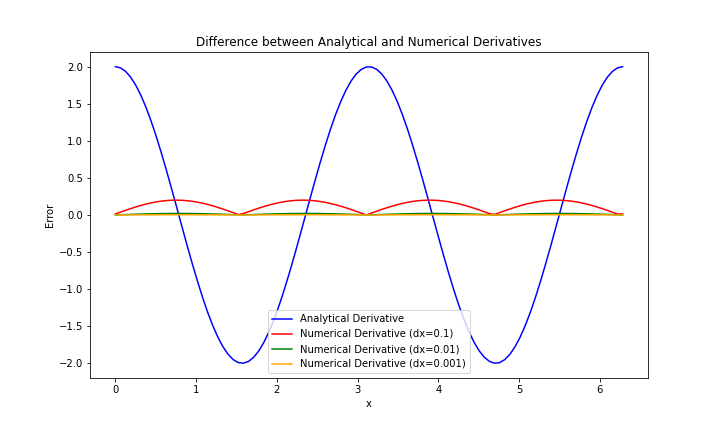 Difference between Analytical and Numerical Derivatives
2.0
1.5
1.0
0.5
0.0
−0.5
−1.0
−1.5
−2.0
Error
Analytical Derivative
Numerical Derivative (dx=0.1)
Numerical Derivative (dx=0.01)
Numerical Derivative (dx=0.001)
0 1 2 3 4 5 6
x